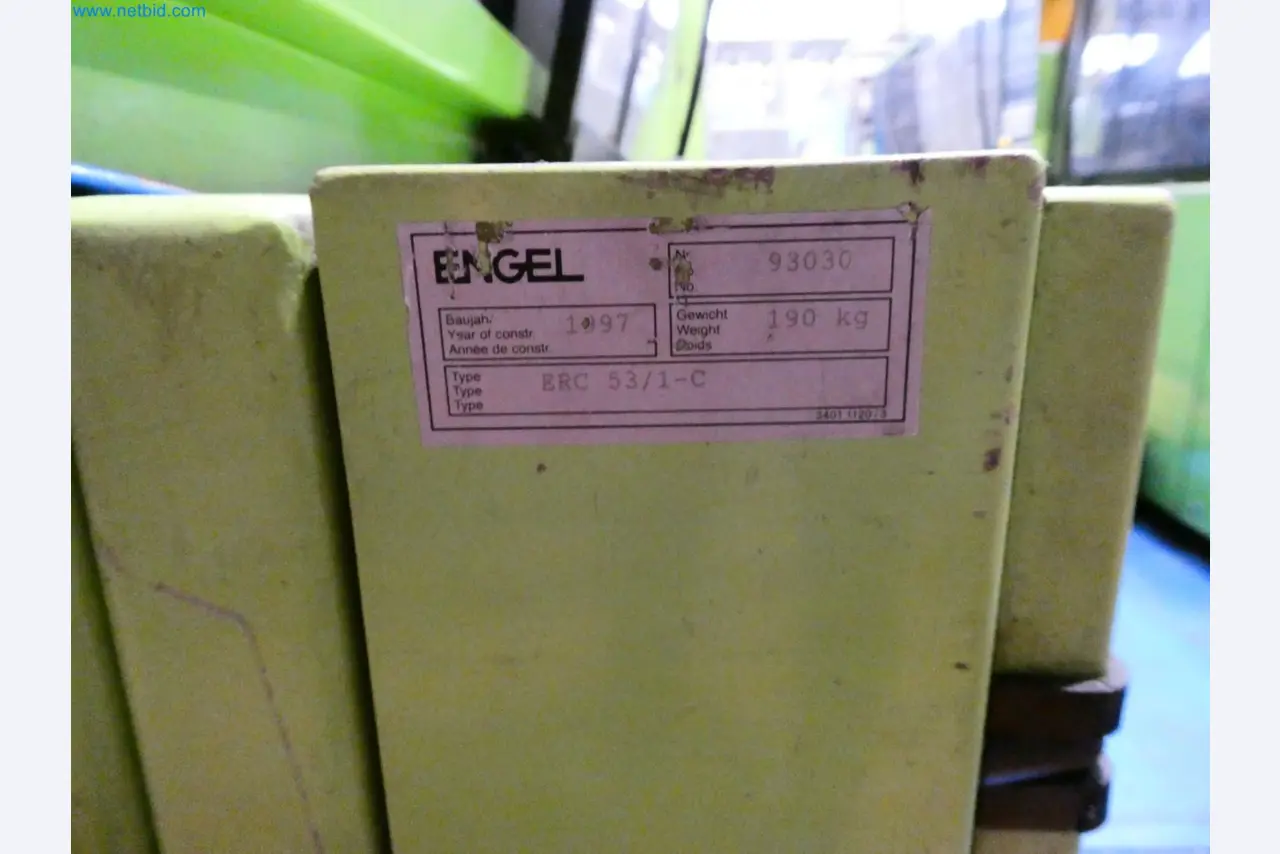 www.netbid.com
ENGEL
Nr.
No
93030
Baujahr
Year of constr.
Année de constr.
1997
Gewicht
Weight
Poids
190 kg
Type
Type
Type
ERC 53/1-C